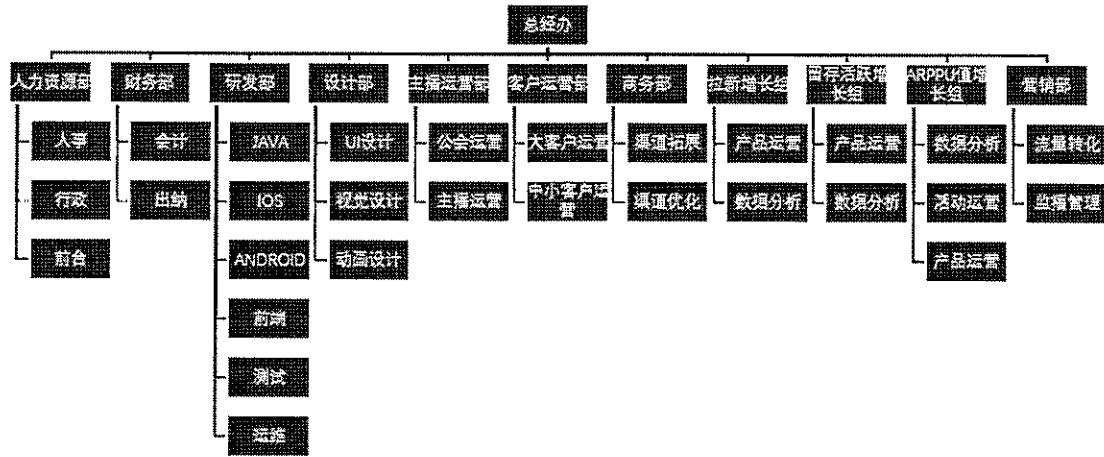 总经办
人力资源部
财务部
研发部
设计部
主播运营部
客户运营部
商务部
拉新增长组
留存活跃增
长组
ARPPU值增
长组
营销部
人事
会计
JAVA
UI设计
公会运营
大客户运营
渠道拓展
产品运营
产品运营
数据分析
流量转化
行政
出纳
IOS
视觉设计
主播运营
中小客户运
营
渠道优化
数据分析
数据分析
活动运营
监播管理
前台
ANDROID
动画设计
产品运营
前端
测试
运维